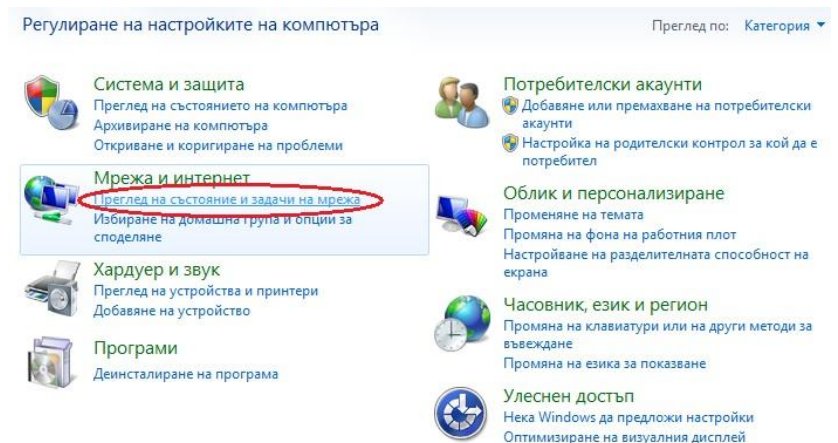 Регулиране на настройките на компютъра
Преглед по: Категория
Система и защита
Преглед на състоянието на компютъра
Архивиране на компютъра
Откриване и коригиране на проблеми
Мрежа и интернет
Преглед на състояние и задачи на мрежа
Избиране на домашна група и опции за
споделяне
Хардуер и звук
Преглед на устройства и принтери
Добавяне на устройство
Програми
Деинсталиране на програма
Потребителски акаунти
Добавяне или премахване на потребителски
акаунти
Настройка на родителски контрол за кой да е
потребител
Облик и персонализиране
Променяне на темата
Промяна на фона на работния плот
Настройване на разделителната способност на
екрана
Часовник, език и регион
Промяна на клавиатури или на други методи за
въвеждане
Промяна на езика за показване
Улеснен достъп
Нека Windows да предложи настройки
Оптимизиране на визуалния дисплей